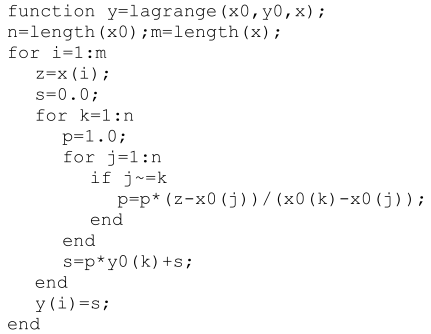 function y=lagrange(x0,y0,x);
n=length(x0);m=length(x);
for i=1:m
   z=x(i);
   s=0.0;
   for k=1:n
      p=1.0;
      for j=1:n
         if j~=k
            p=p*(z-x0(j))/(x0(k)-x0(j));
         end
      end
      s=p*y0(k)+s;
   end
   y(i)=s;
end